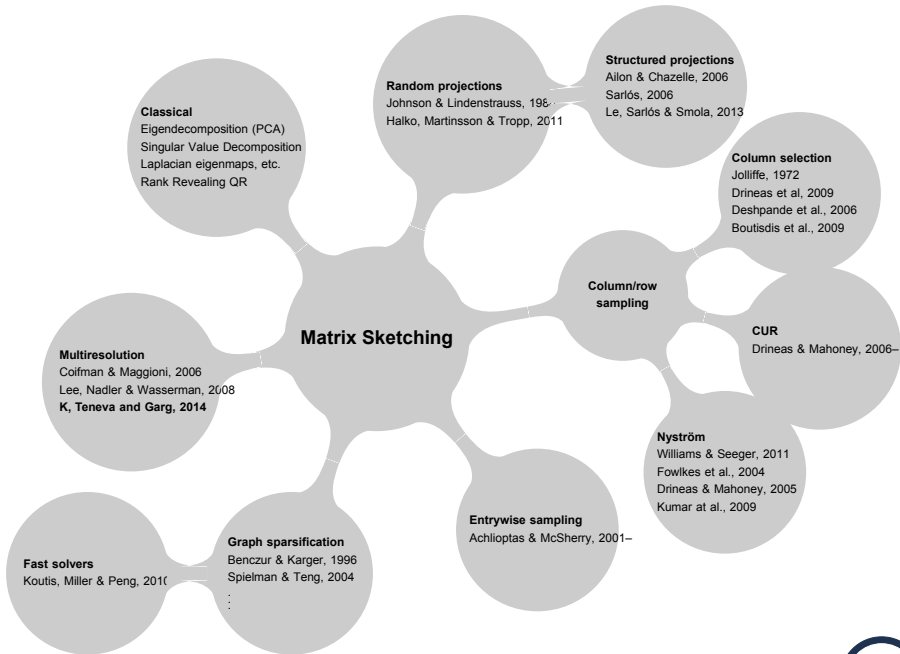 Structured projections
Ailon & Chazelle, 2006
Sarlós, 2006
Le, Sarlós & Smola, 2013
Random projections
Johnson & Lindenstrauss, 198
Halko, Martinsson & Tropp, 2011
Classical
Eigendecomposition (PCA)
Singular Value Decomposition
Laplacian eigenmaps, etc.
Rank Revealing QR
Column selection
Jolliffe, 1972
Drineas et al, 2009
Deshpande et al., 2006
Boutisdis et al., 2009
Column/row
sampling
Matrix Sketching
CUR
Drineas & Mahoney, 2006–
Multiresolution
Coifman & Maggioni, 2006
Lee, Nadler & Wasserman, 2008
K, Teneva and Garg, 2014
Nyström
Williams & Seeger, 2011
Fowlkes et al., 2004
Drineas & Mahoney, 2005
Kumar at al., 2009
Entrywise sampling
Achlioptas & McSherry, 2001–
Graph sparsification
Benczur & Karger, 1996
Spielman & Teng, 2004
⋮
Fast solvers
Koutis, Miller & Peng, 2010